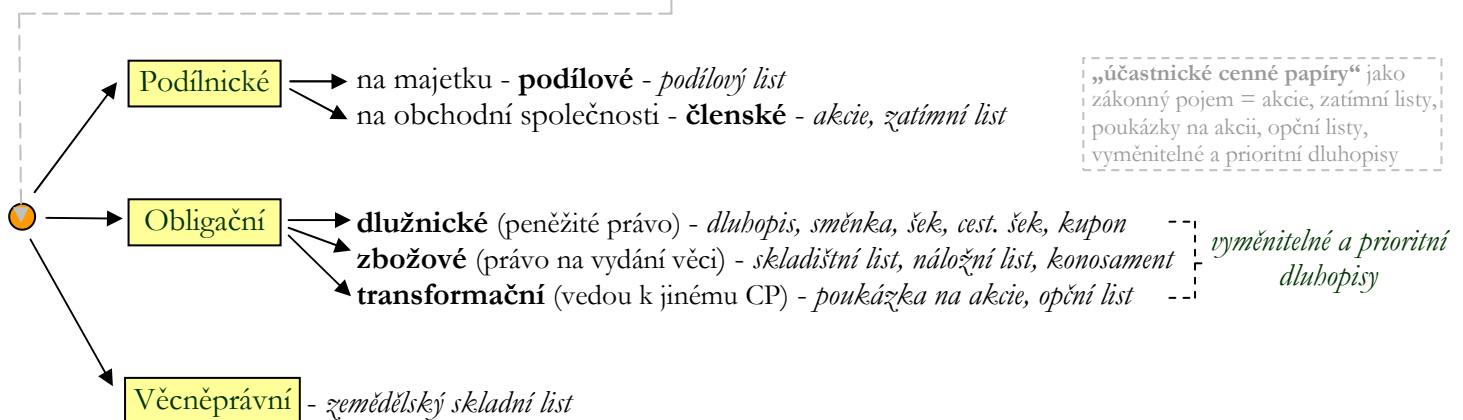 Podílnické
na majetku - podílové - podílový list
na obchodní společnosti - členské - akcie, zatímní list
„účastnické cenné papíry“ jako
zákonný pojem = akcie, zatímní listy,
poukázky na akcii, opční listy,
vyměnitelné a prioritní dluhopisy
Obligační
dlužnické (peněžité právo) - dluhopis, směnka, šek, cest. šek, kupon
zbožové (právo na vydání věci) - skladištní list, náložní list, konosament
transformační (vedou k jinému CP) - poukázka na akcie, opční list
vyměnitelné a prioritní
dluhopisy
Věcněprávní - zemědělský skladní list